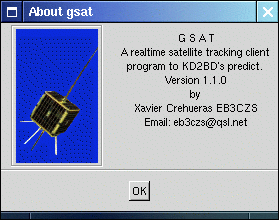 About gsat
G S A T
A realtime satellite tracking client
program to KD2BD's predict.
Version 1.1.0
by
Xavier Crehueras EB3CZS
Email: eb3czs@qsl.net
OK